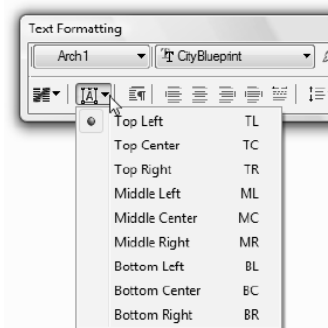 Text Formatting
Arch1 CityBlueprint
Top Left TL
Top Center TC
Top Right TR
Middle Left ML
Middle Center MC
Middle Right MR
Bottom Left BL
Bottom Center BC
Bottom Right BR